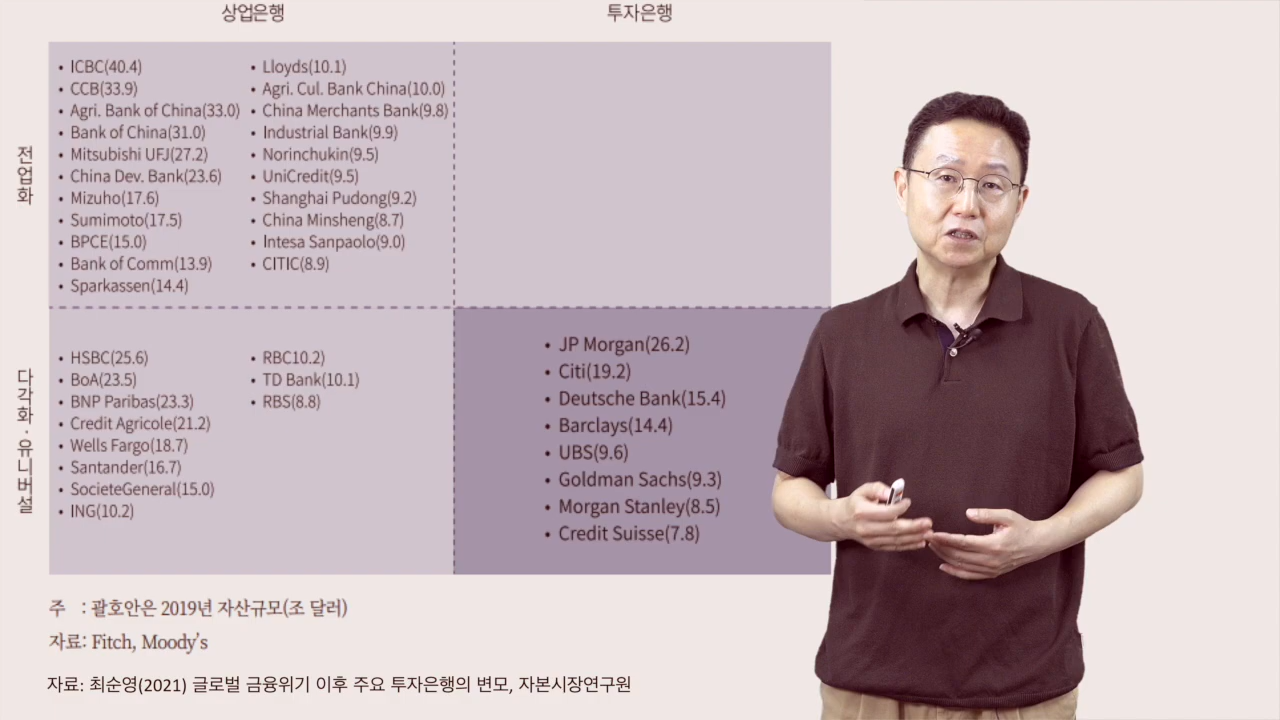 상업은행
투자은행
전업화
• ICBC(40.4)
• CCB(33.9)
• Agri. Bank of China(33.0)
• Bank of China(31.0)
• Mitsubishi UFJ(27.2)
• China Dev. Bank(23.6)
• Mizuho(17.6)
• Sumimoto(17.5)
• BPCE(15.0)
• Bank of Comm(13.9)
• Sparkassen(14.4)
• Lloyds(10.1)
• Agri. Cul. Bank China(10.0)
• China Merchants Bank(9.8)
• Industrial Bank(9.9)
• Norinchukin(9.5)
• UniCredit(9.5)
• Shanghai Pudong(9.2)
• China Minsheng(8.7)
• Intesa Sanpaolo(9.0)
• CITIC(8.9)
다각화·유니버설
• HSBC(25.6)
• BoA(23.5)
• BNP Paribas(23.3)
• Credit Agricole(21.2)
• Wells Fargo(18.7)
• Santander(16.7)
• SocieteGeneral(15.0)
• ING(10.2)
• RBC10.2)
• TD Bank(10.1)
• RBS(8.8)
• JP Morgan(26.2)
• Citi(19.2)
• Deutsche Bank(15.4)
• Barclays(14.4)
• UBS(9.6)
• Goldman Sachs(9.3)
• Morgan Stanley(8.5)
• Credit Suisse(7.8)
주 : 괄호안은 2019년 자산규모(조 달러)
자료: Fitch, Moody's
자료: 최순영(2021) 글로벌 금융위기 이후 주요 투자은행의 변모, 자본시장연구원